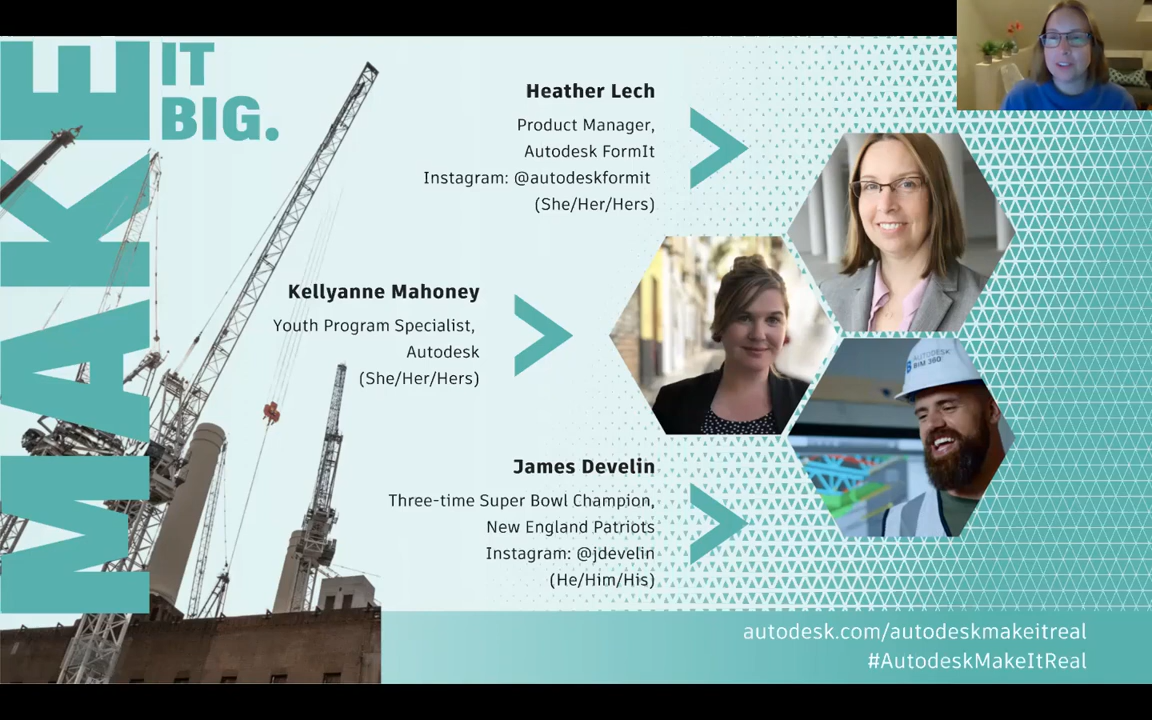 MAKE
IT
BIG.
Heather Lech
Product Manager,
Autodesk FormIt
Instagram: @autodeskformit
(She/Her/Hers)
Kellyanne Mahoney
Youth Program Specialist,
Autodesk
(She/Her/Hers)
AUTODESK
BIM 360
James Develin
Three-time Super Bowl Champion,
New England Patriots
Instagram: @jdevelin
(He/Him/His)
autodesk.com/autodeskmakeitreal
#AutodeskMakeItReal